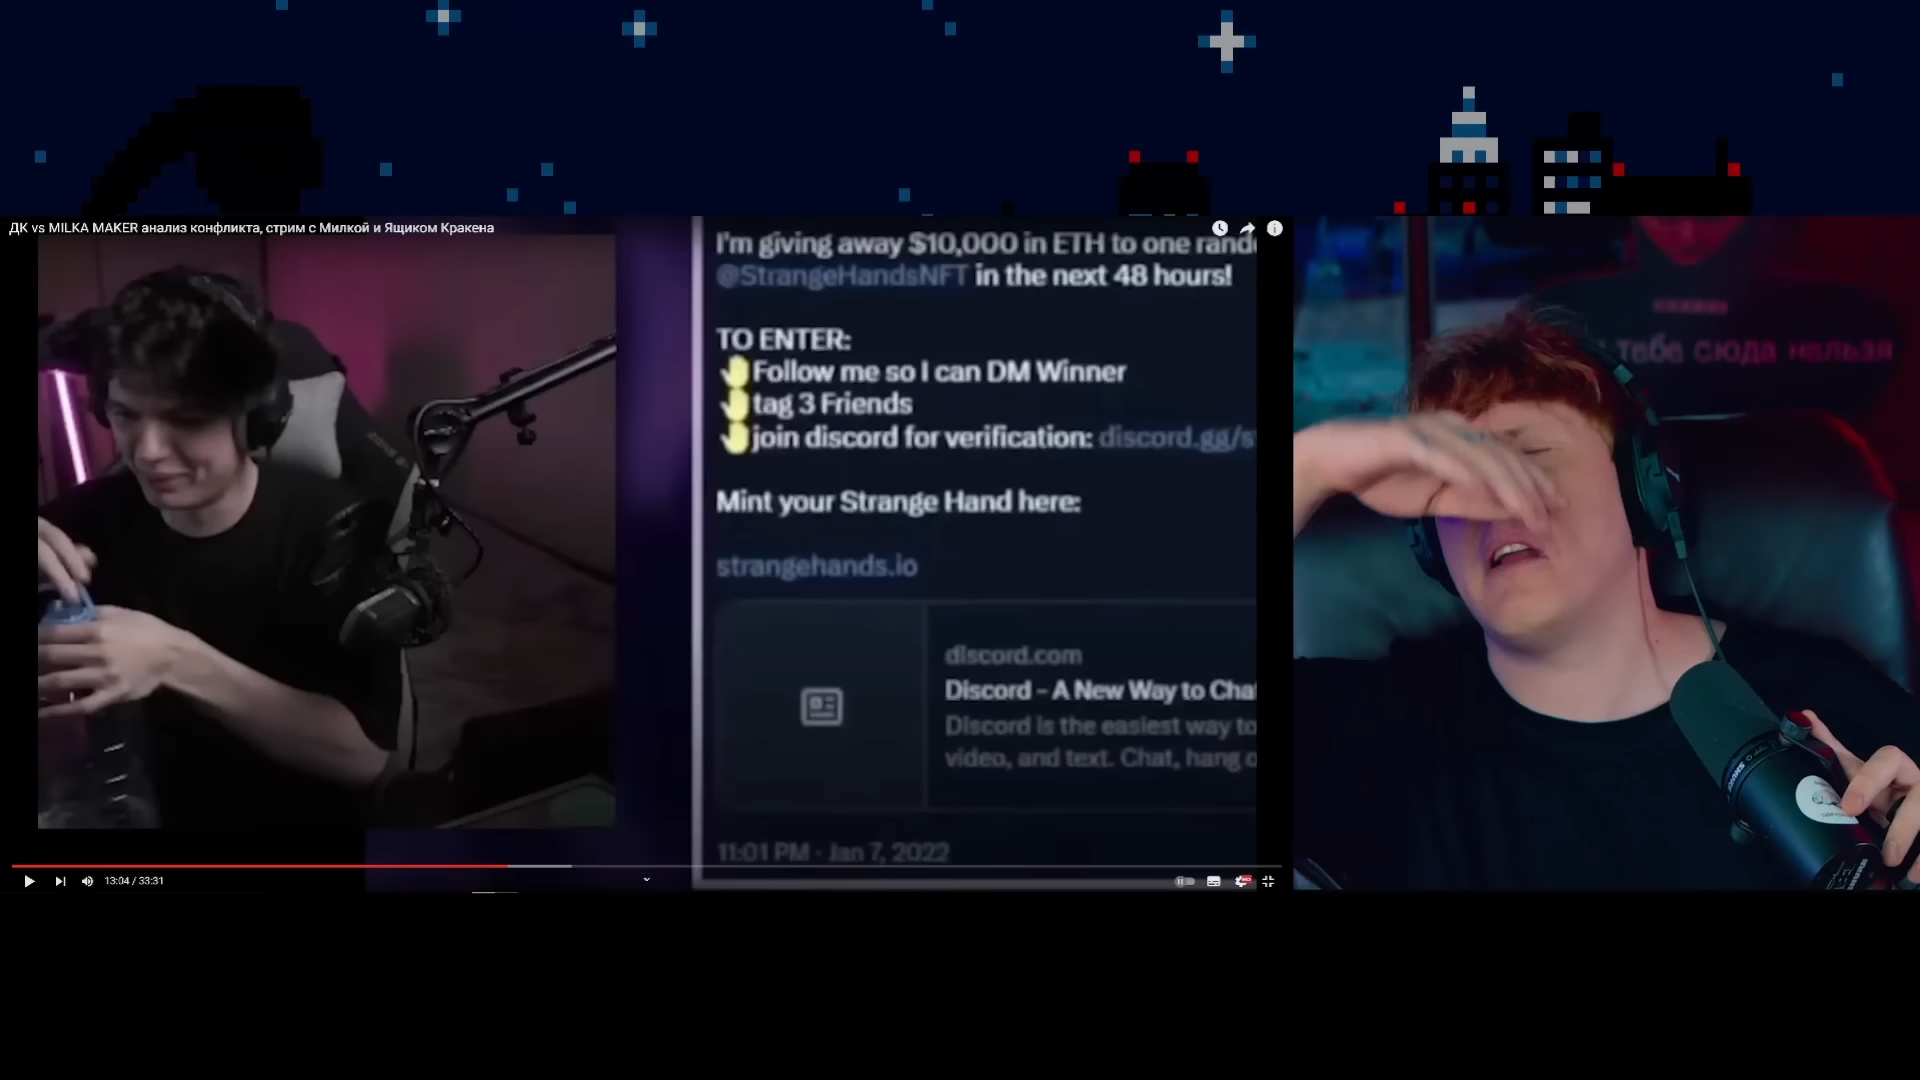 ДК vs MILKA MAKER анализ конфликта, стрим с Милкой и Ящиком Кракена
I'm giving away $10,000 in ETH to one rand
@StrangeHandsNFT in the next 48 hours!
TO ENTER:
Follow me so I can DM Winner
tag 3 Friends
join discord for verification: discord.gg/s
Mint your Strange Hand here:
strangehands.io
discord.com
Discord - A New Way to Cha
Discord is the easiest way to
video, and text. Chat, hang o
11:01 PM · Jan 7, 2022
13:04 / 33:31
тебе сюда нельзя
SHURE